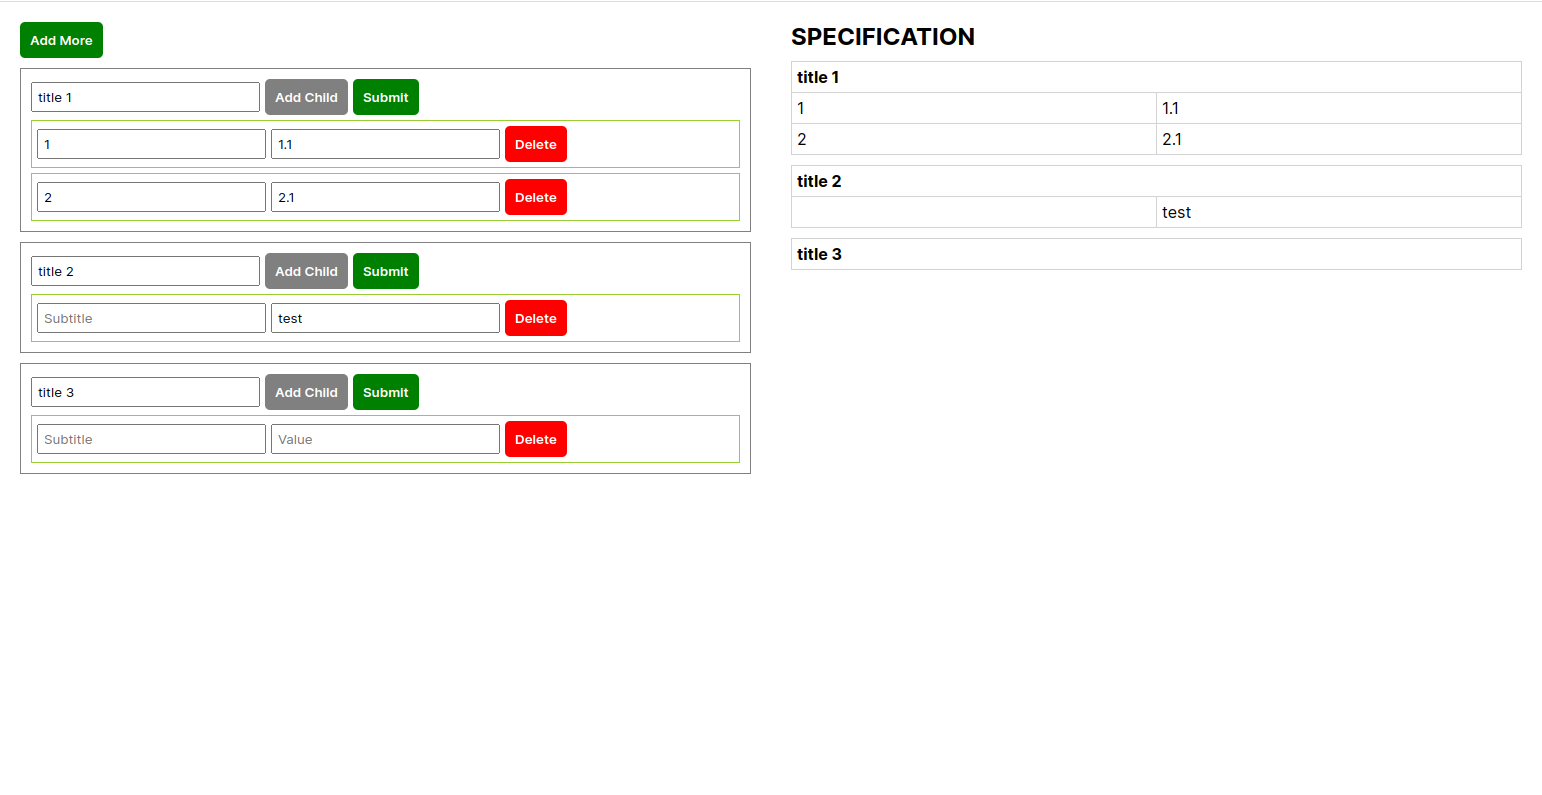 Add More
title 1 Add Child Submit
1 1.1 Delete
2 2.1 Delete
title 2 Add Child Submit
Subtitle test Delete
title 3 Add Child Submit
Subtitle Value Delete
SPECIFICATION
title 1
1 1.1
2 2.1
title 2
test
title 3